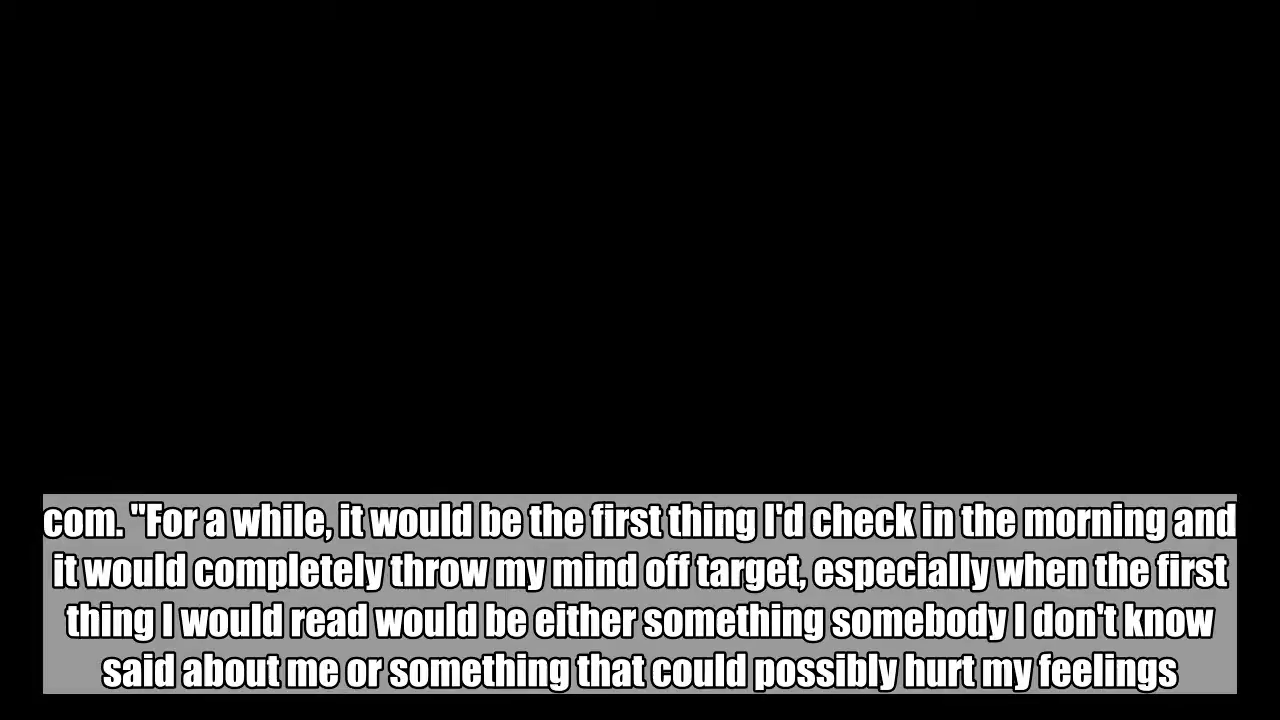 com. "For a while, it would be the first thing I'd check in the morning and
it would completely throw my mind off target, especially when the first
thing I would read would be either something somebody I don't know
said about me or something that could possibly hurt my feelings